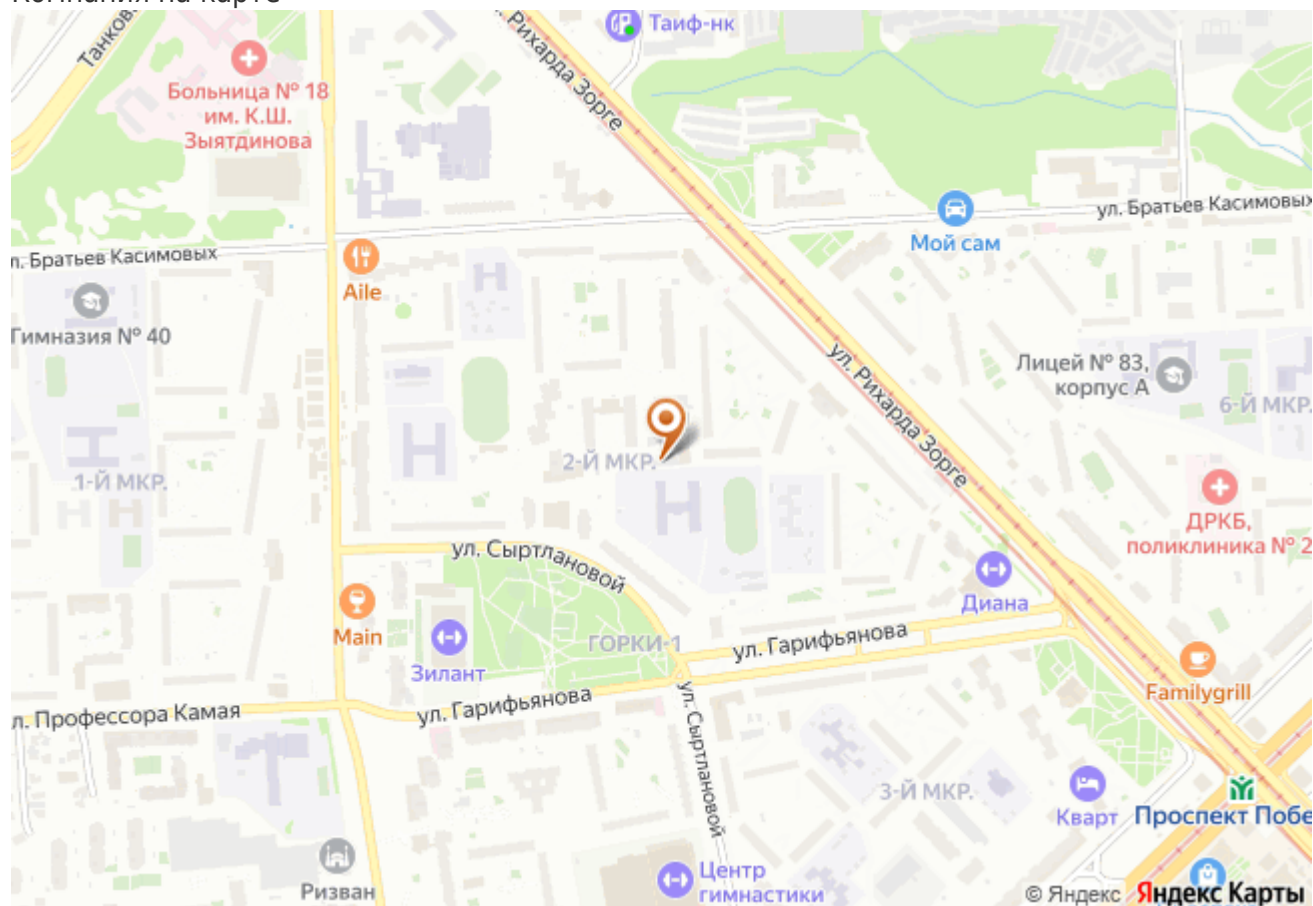 Компания на карте
Танков
Таиф-нк
ул. Рихарда Зорге
Больница № 18
им. К.Ш.
Зыятдинова
ул. Братьев Касимовых
Мой сам
л. Братьев Касимовых
Aile
Гимназия № 40
ул. Рихарда Зорге
Лицей № 83,
корпус А
6-Й МКР.
2-Й МКР.
1-Й МКР.
ДРКБ,
поликлиника № 2
ул. Сыртлановой
Диана
Main
Зилант
ГОРКИ-1
ул. Гарифьянова
Familygrill
л. Профессора Камая
ул. Гарифьянова
ул. Сыртлановой
3-Й МКР.
Кварт
Проспект Побе
Ризван
Центр
гимнастики
© Яндекс Яндекс Карты